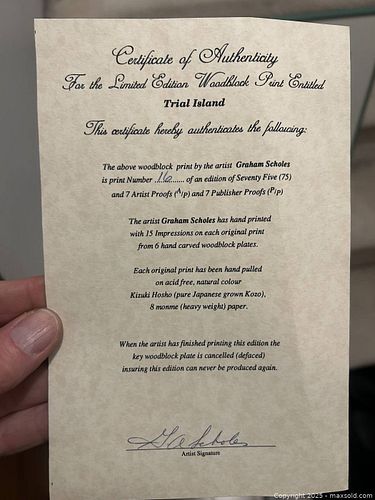 Certificate of Authenticity
For the Limited Edition Woodblock Print Entitled
Trial Island
This certificate hereby authenticates the following:
The above woodblock print by the artist Graham Scholes
is print Number 16 of an edition of Seventy Five (75)
and 7 Artist Proofs (A/P) and 7 Publisher Proofs (P/P)
The artist Graham Scholes has hand printed
with 15 Impressions on each original print
from 6 hand carved woodblock plates.
Each original print has been hand pulled
on acid free, natural colour
Kizuki Hosho (pure Japanese grown Kozo),
8 monme (heavy weight) paper.
When the artist has finished printing this edition the
key woodblock plate is cancelled (defaced)
insuring this edition can never be produced again.
G A Scholes
Artist Signature
Copyright 2025 - maxsold.com